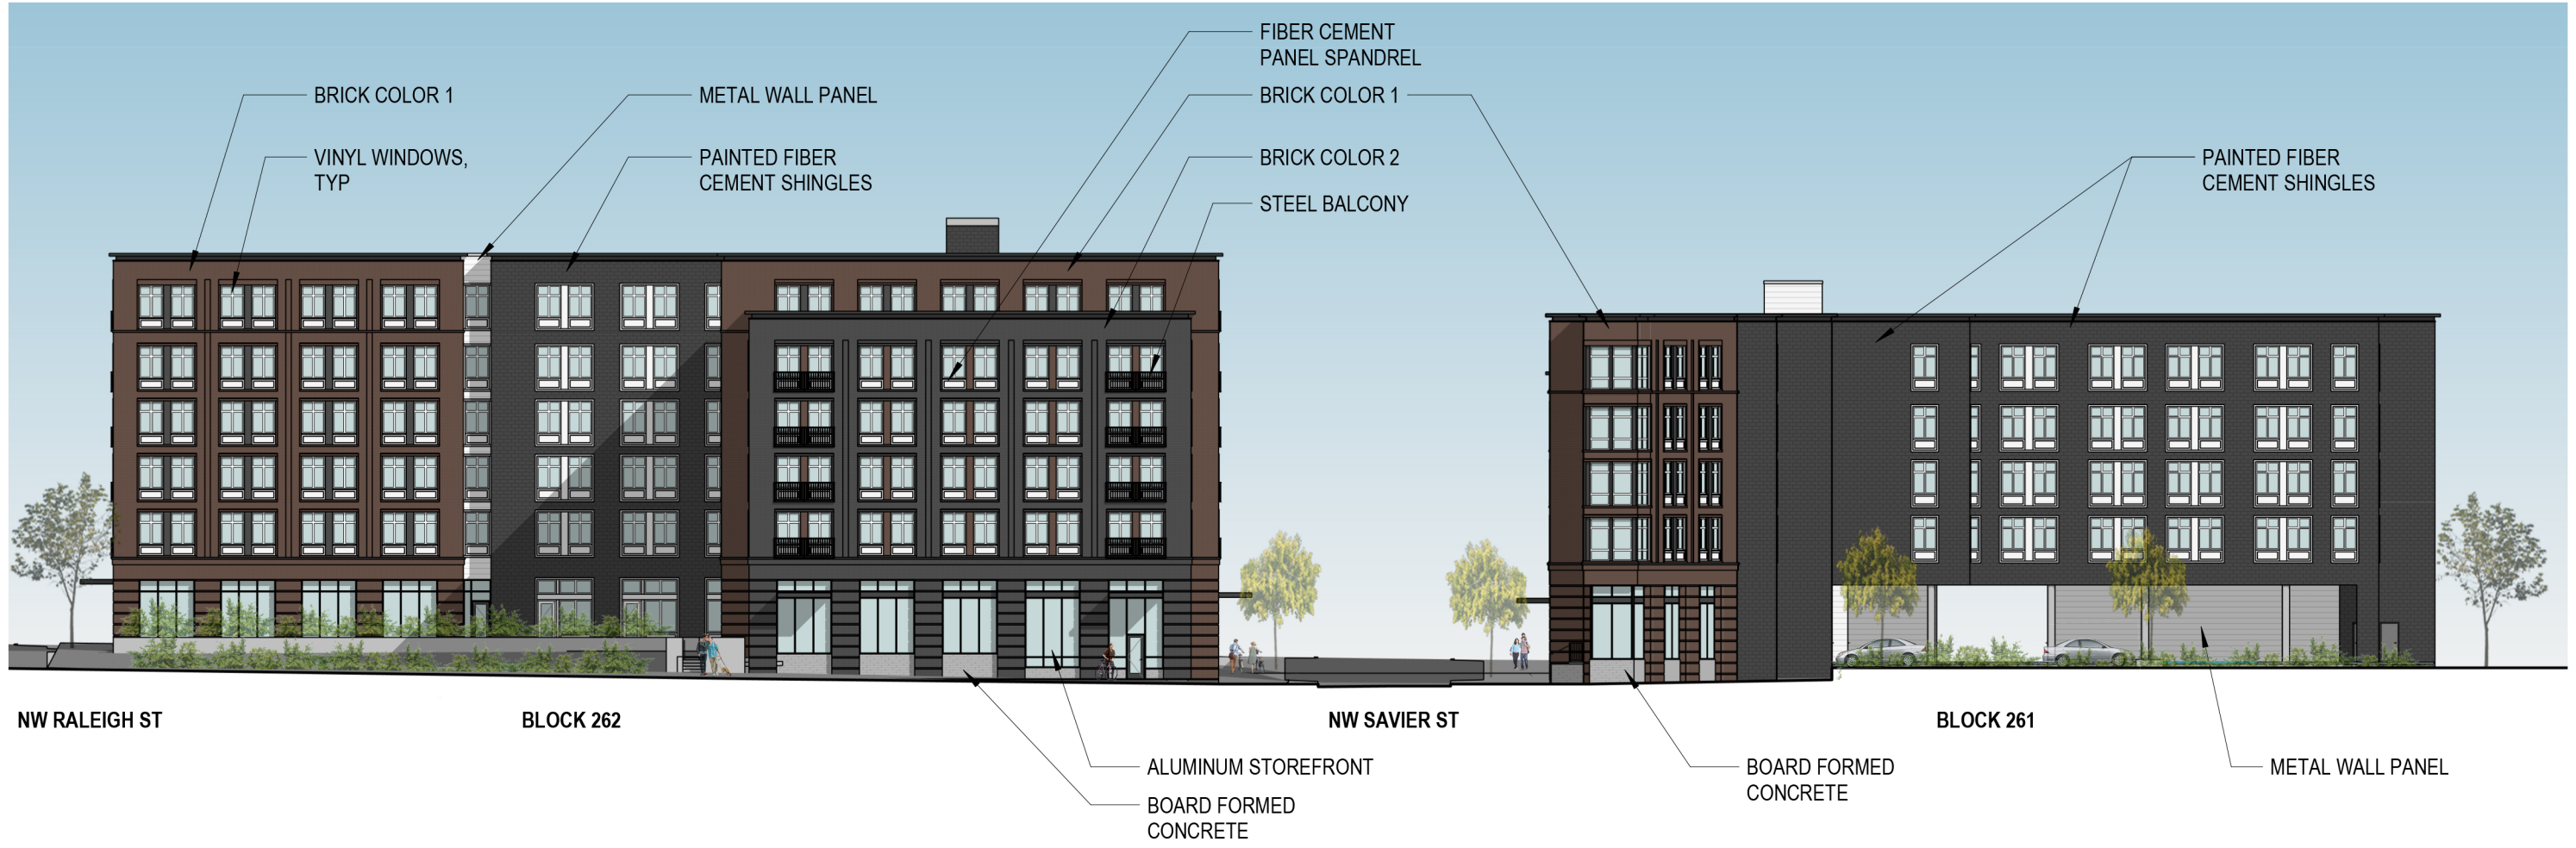 FIBER CEMENT
PANEL SPANDREL
BRICK COLOR 1
METAL WALL PANEL
BRICK COLOR 1
VINYL WINDOWS,
TYP
PAINTED FIBER
CEMENT SHINGLES
BRICK COLOR 2
PAINTED FIBER
CEMENT SHINGLES
STEEL BALCONY
NW RALEIGH ST
BLOCK 262
NW SAVIER ST
BLOCK 261
ALUMINUM STOREFRONT
BOARD FORMED
CONCRETE
BOARD FORMED
CONCRETE
METAL WALL PANEL